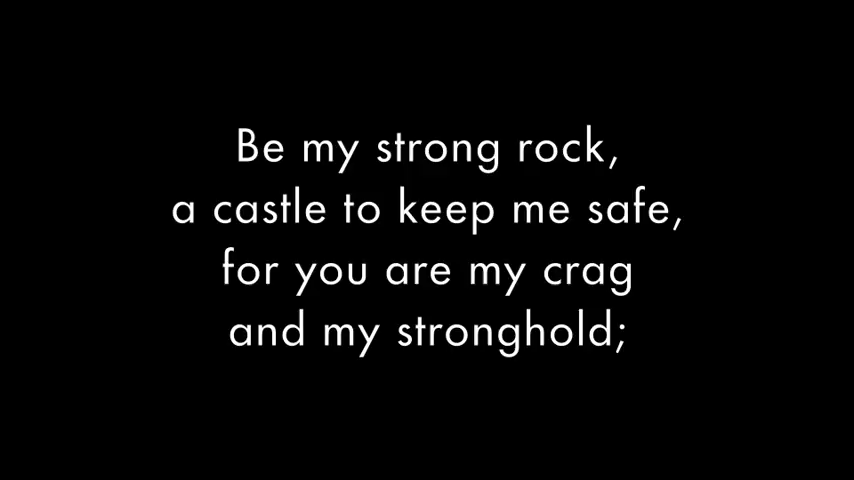 Be my strong rock,
a castle to keep me safe,
for you are my crag
and my stronghold;